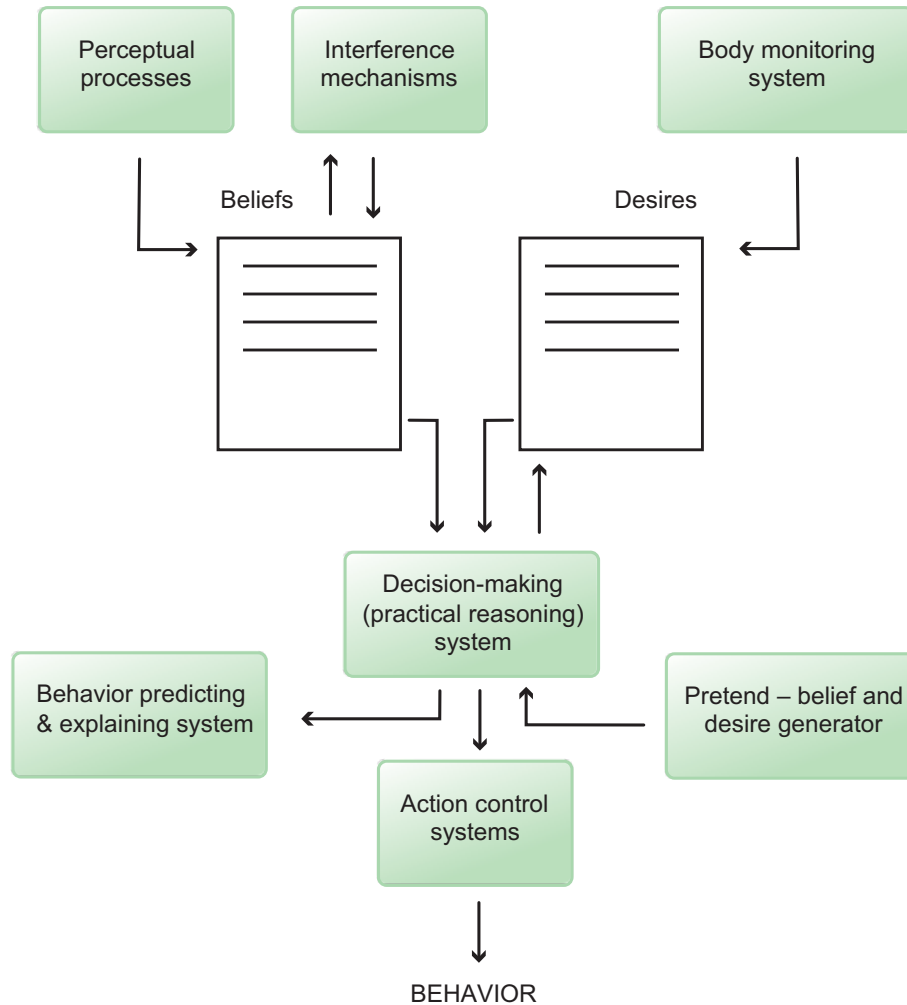 Perceptual
processes
Interference
mechanisms
Body monitoring
system
Beliefs
Desires
Decision-making
(practical reasoning)
system
Behavior predicting
& explaining system
Pretend – belief and
desire generator
Action control
systems
BEHAVIOR